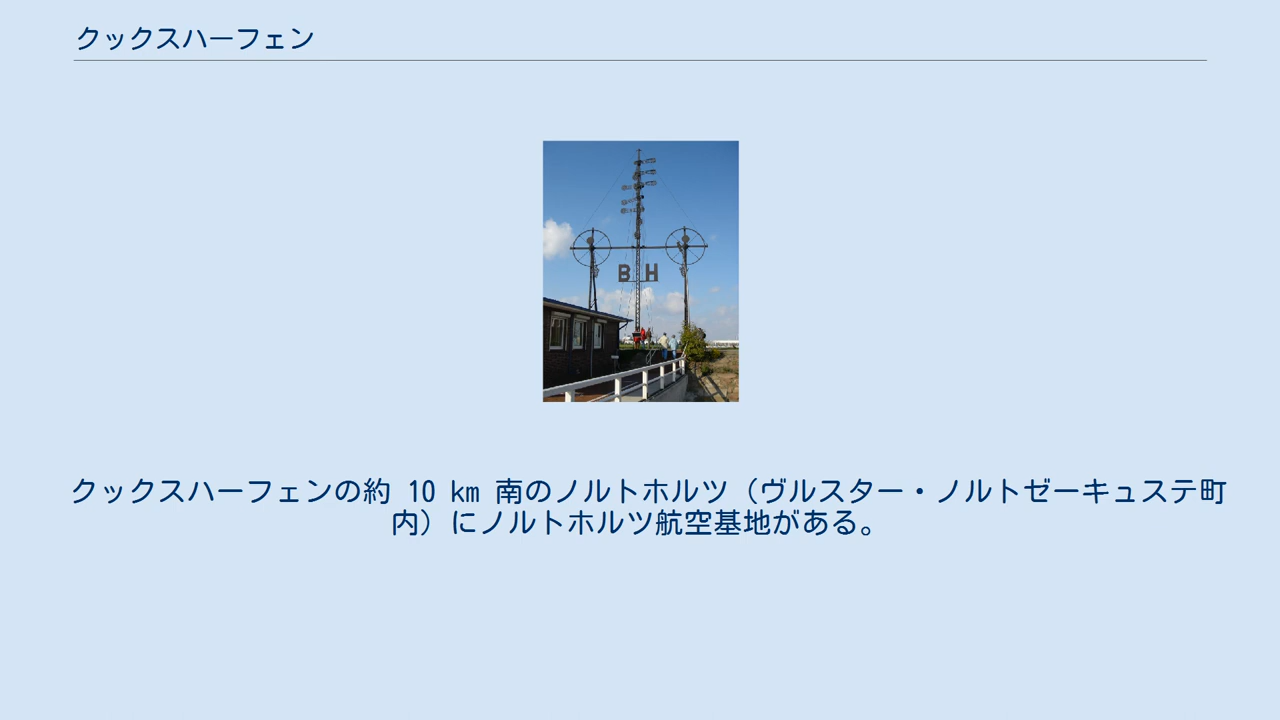 クックスハーフェン
B H
クックスハーフェンの約 10 km 南のノルトホルツ（ヴルスター・ノルトゼーキュステ町
内）にノルトホルツ航空基地がある。